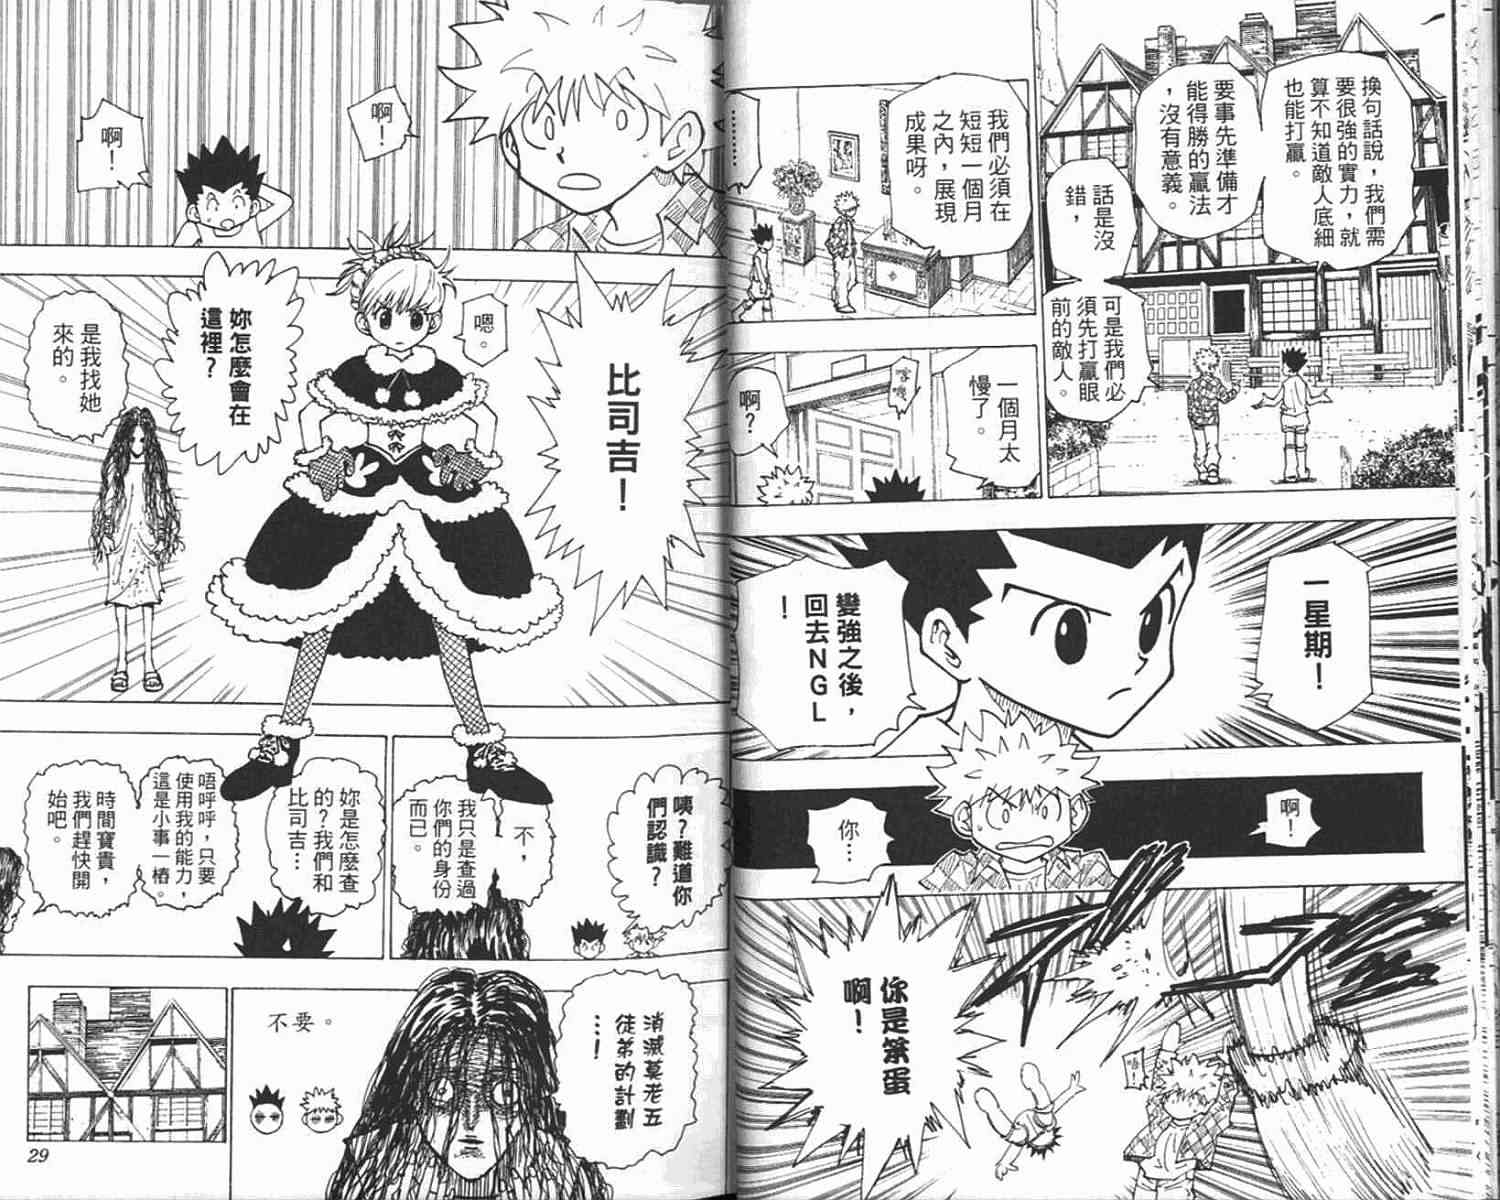 換句話說，我們需
要很強的實力，就
算不知道敵人底細
也能打贏。
要事先準備才
能得勝的贏法
，沒有意義。
話是沒
錯，
可是我們必
須先打贏眼
前的敵人。
我們必須在
短短一個月
之內，展現
成果呀。
………
一個月太
慢了。
喀嘰
啊？
一星期！
變強之後，
回去NGL
！
啊！
你…
你是笨蛋
啊！
啊！
啊！
比司吉！
嗯。
妳怎麼會在
這裡？
是我找她
來的。
咦？難道你
們認識？
不，
我只是查過
你們的身份
而已。
妳是怎麼查
的？我們和
比司吉…
唔呼呼，只要
使用我的能力，
這是小事一樁。
時間寶貴，
我們趕快開
始吧。
消滅莫老五
徒弟的計劃
…！
不要。
29